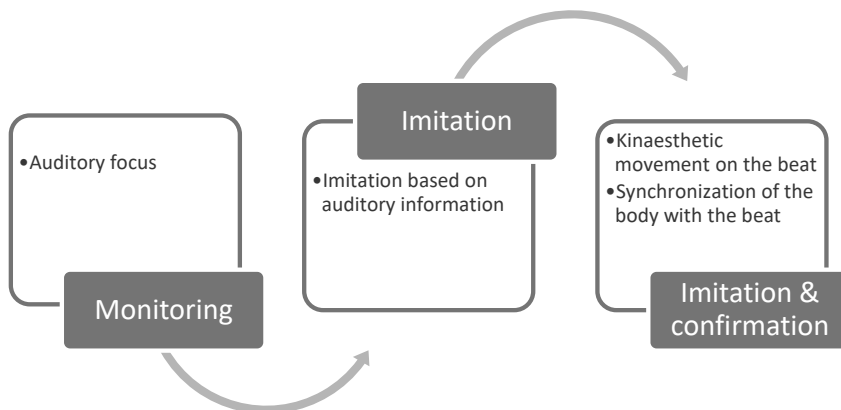 •Auditory focus
Monitoring
Imitation
•Imitation based on
auditory information
•Kinaesthetic
movement on the beat
•Synchronization of the
body with the beat
Imitation &
confirmation